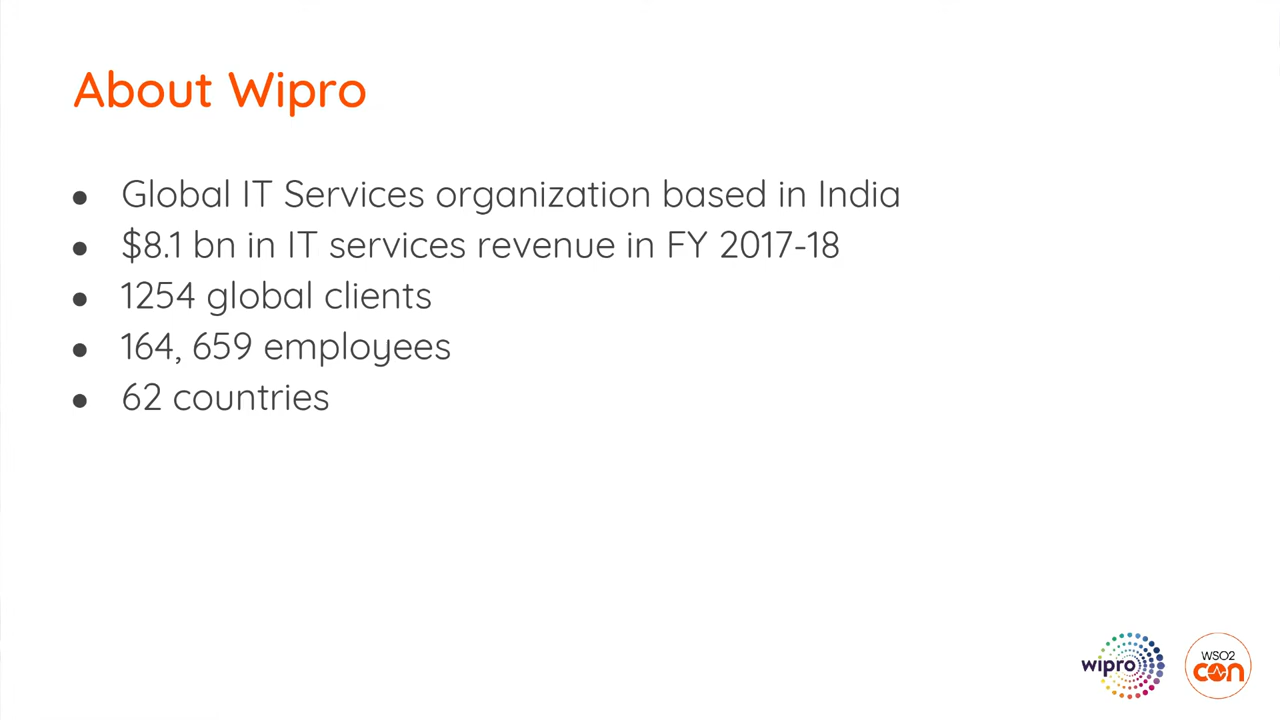 About Wipro
● Global IT Services organization based in India
● $8.1 bn in IT services revenue in FY 2017-18
● 1254 global clients
● 164, 659 employees
● 62 countries
wipro
WSO2
con